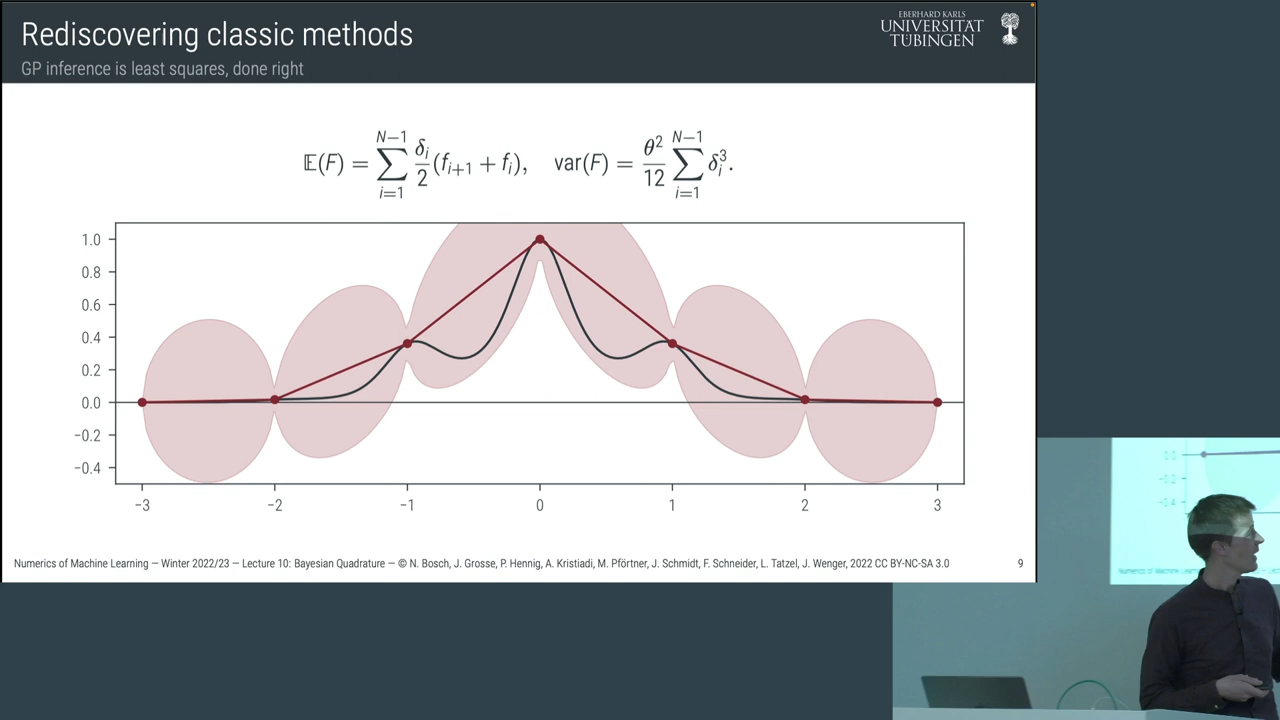 Rediscovering classic methods
GP inference is least squares, done right
EBERHARD KARLS
UNIVERSITÄT
TÜBINGEN
𝔼(F) = ∑_{i=1}^{N−1} δ_i/2 (f_{i+1} + f_i), var(F) = θ²/12 ∑_{i=1}^{N−1} δ_i³.
1.0
0.8
0.6
0.4
0.2
0.0
−0.2
−0.4
−3 −2 −1 0 1 2 3
Numerics of Machine Learning — Winter 2022/23 — Lecture 10: Bayesian Quadrature — © N. Bosch, J. Grosse, P. Hennig, A. Kristiadi, M. Pförtner, J. Schmidt, F. Schneider, L. Tatzel, J. Wenger, 2022 CC BY-NC-SA 3.0 9
Numerics of Machine Learning